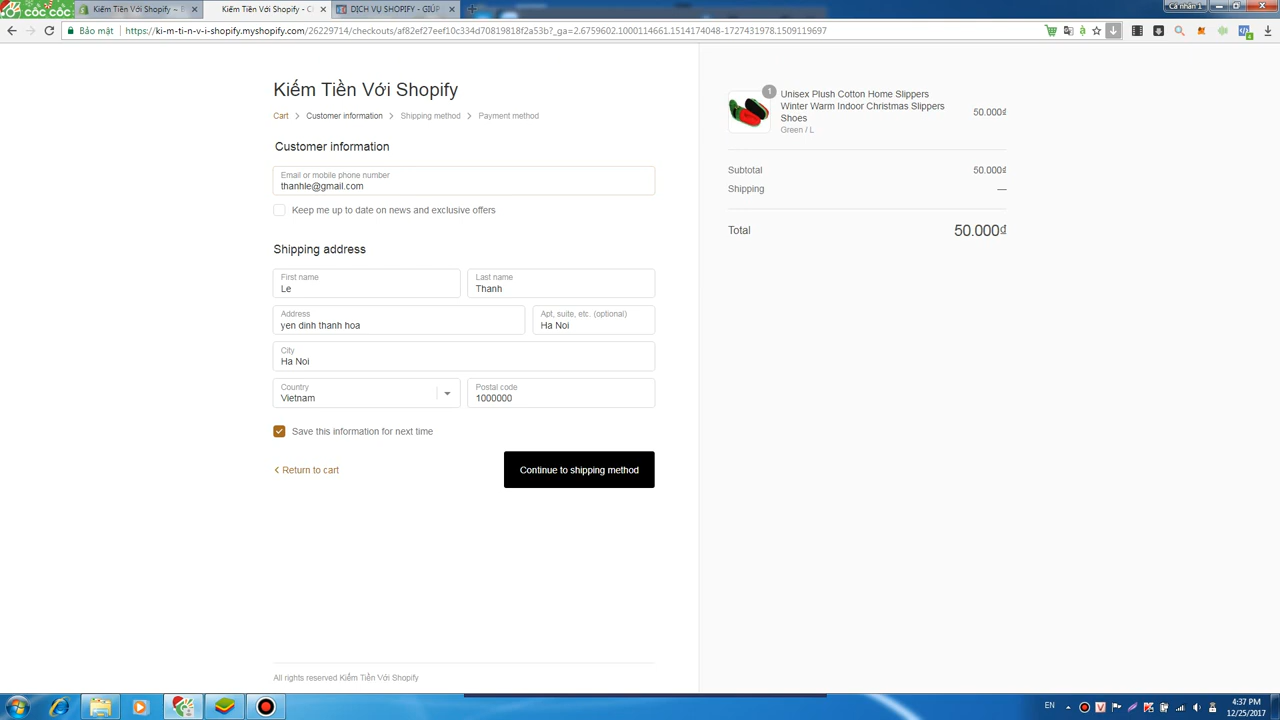 CỐC CỐC
Kiếm Tiền Với Shopify ~
Kiếm Tiền Với Shopify - C
DỊCH VỤ SHOPIFY - GIÚP
Cá nhân 1
Bảo mật
https://ki-m-ti-n-v-i-shopify.myshopify.com/26229714/checkouts/af82ef27eef10c334d70819818f2a53b?_ga=2.6759602.1000114661.1514174048-1727431978.1509119697
Kiếm Tiền Với Shopify
Cart > Customer information > Shipping method > Payment method
Customer information
Email or mobile phone number
thanhle@gmail.com
Keep me up to date on news and exclusive offers
Shipping address
First name
Le
Last name
Thanh
Address
yen dinh thanh hoa
Apt, suite, etc. (optional)
Ha Noi
City
Ha Noi
Country
Vietnam
Postal code
1000000
Save this information for next time
< Return to cart
Continue to shipping method
All rights reserved Kiếm Tiền Với Shopify
1
Unisex Plush Cotton Home Slippers
Winter Warm Indoor Christmas Slippers
Shoes
Green / L
50.000₫
Subtotal
50.000₫
Shipping
—
Total
50.000₫
EN
4:37 PM
12/25/2017